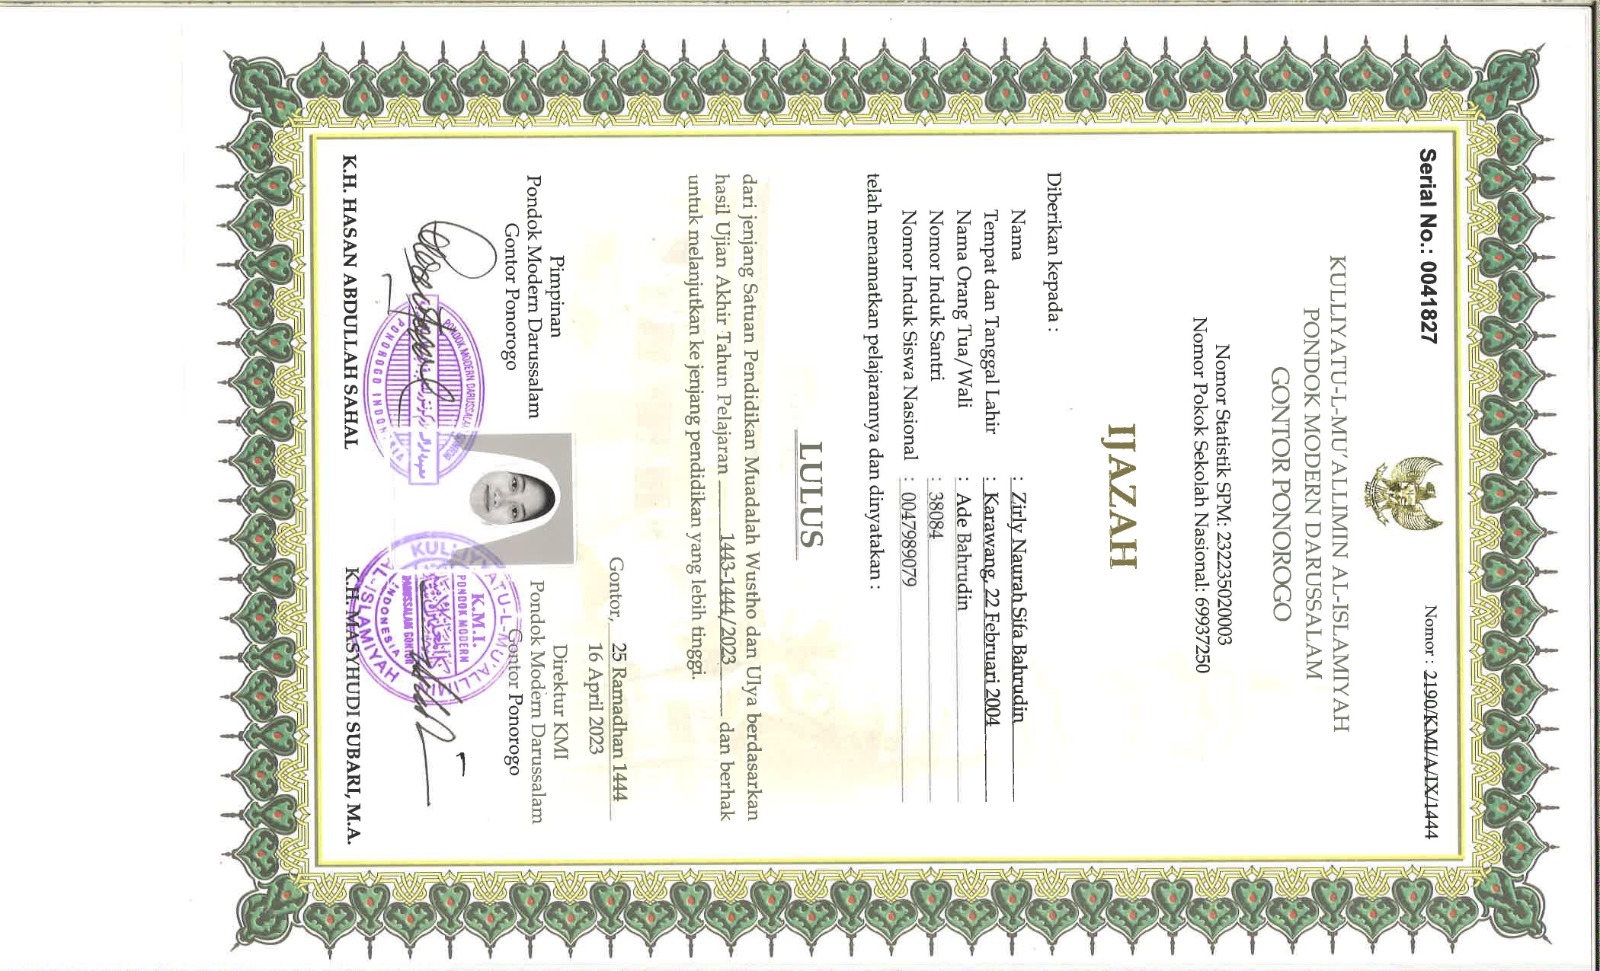 Serial No.: 0041827
Nomor : 2190/KMI/A/IX/1444
KULLIYATU-L-MU'ALLIMIN AL-ISLAMIYAH
PONDOK MODERN DARUSSALAM
GONTOR PONOROGO
Nomor Statistik SPM: 232235020003
Nomor Pokok Sekolah Nasional: 69937250
IJAZAH
Diberikan kepada :
Nama : Zirly Naurah Sifa Bahrudin
Tempat dan Tanggal Lahir : Karawang, 22 Februari 2004
Nama Orang Tua/Wali : Ade Bahrudin
Nomor Induk Santri : 38084
Nomor Induk Siswa Nasional : 0047989079
telah menamatkan pelajarannya dan dinyatakan :
LULUS
dari jenjang Satuan Pendidikan Muadalah Wustho dan Ulya berdasarkan
hasil Ujian Akhir Tahun Pelajaran 1443-1444/2023 dan berhak
untuk melanjutkan ke jenjang pendidikan yang lebih tinggi.
Gontor, 25 Ramadhan 1444
16 April 2023
Pimpinan
Pondok Modern Darussalam
Gontor Ponorogo
Direktur KMI
Pondok Modern Darussalam
Gontor Ponorogo
PONDOK MODERN DARUSSALAM
PONOROGO INDONESIA
KULLIYATU-L-MU'ALLIMIN
AL-ISLAMIYAH
K.M.I.
PONDOK MODERN
DARUSSALAM GONTOR
INDONESIA
K.H. HASAN ABDULLAH SAHAL
K.H. MASYHUDI SUBARI, M.A.